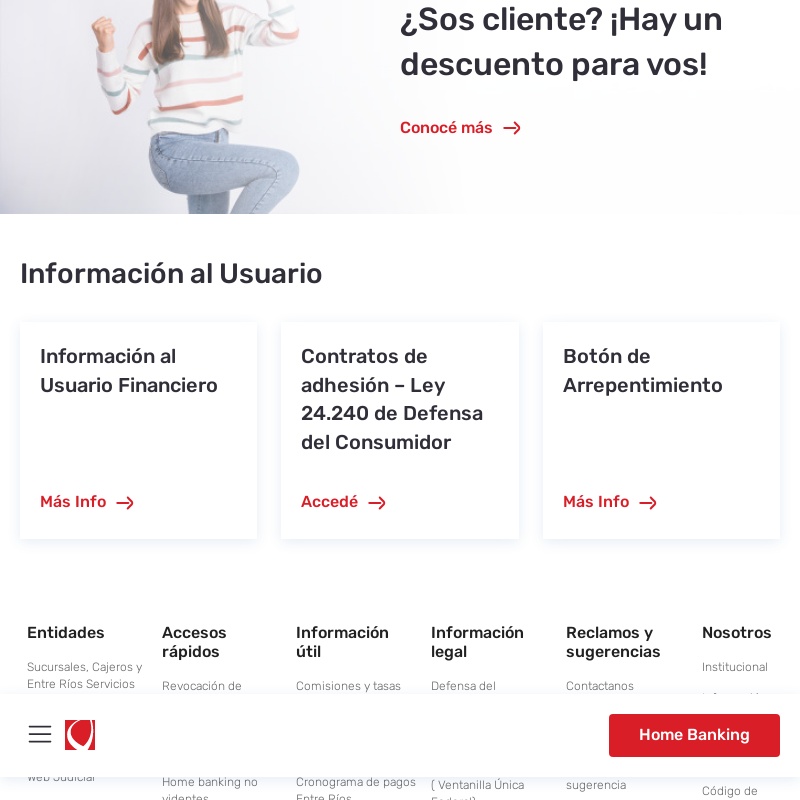 ¿Sos cliente? ¡Hay un
descuento para vos!
Conocé más
Información al Usuario
Información al
Usuario Financiero
Más Info
Contratos de
adhesión – Ley
24.240 de Defensa
del Consumidor
Accedé
Botón de
Arrepentimiento
Más Info
Entidades
Sucursales, Cajeros y
Entre Ríos Servicios
Accesos
rápidos
Revocación de
Información
útil
Comisiones y tasas
Información
legal
Defensa del
Reclamos y
sugerencias
Contactanos
Nosotros
Institucional
Home Banking
Web Judicial
Home banking no
videntes
Cronograma de pagos
Entre Ríos
( Ventanilla Única
Federal)
sugerencia
Código de